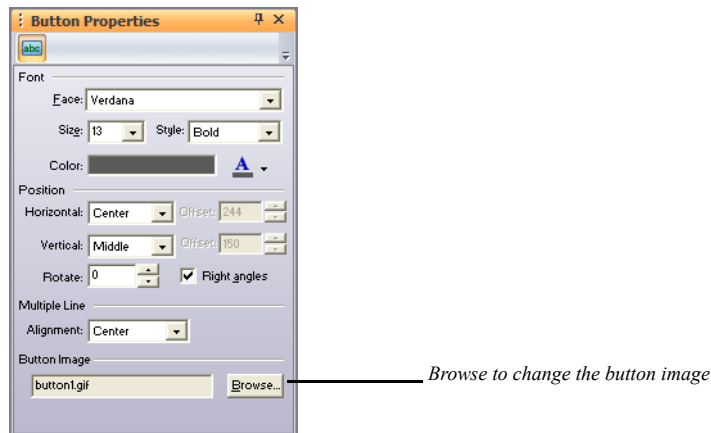 Button Properties
abc
Font
Face: Verdana
Size: 13 Style: Bold
Color: A
Position
Horizontal: Center Offset: 244
Vertical: Middle Offset: 150
Rotate: 0 Right angles
Multiple Line
Alignment: Center
Button Image
button1.gif Browse... Browse to change the button image